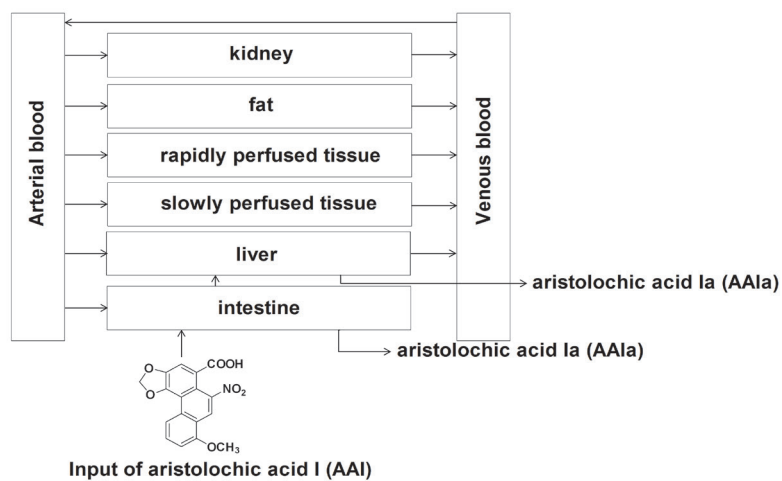 Arterial blood
kidney
fat
rapidly perfused tissue
slowly perfused tissue
liver
intestine
Venous blood
aristolochic acid Ia (AAIa)
aristolochic acid Ia (AAIa)
O
O
COOH
NO2
OCH3
Input of aristolochic acid I (AAI)